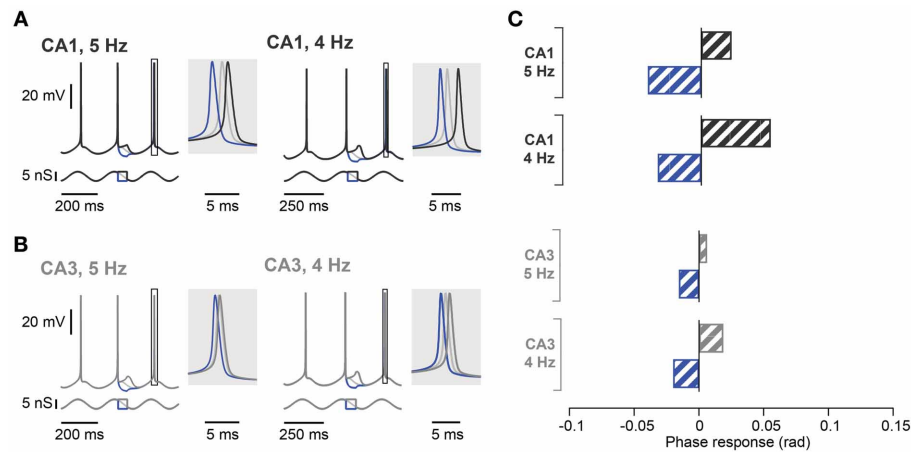 A
CA1, 5 Hz
CA1, 4 Hz
20 mV
5 nS
200 ms
5 ms
250 ms
5 ms
B
CA3, 5 Hz
CA3, 4 Hz
20 mV
5 nS
200 ms
5 ms
250 ms
5 ms
C
CA1
5 Hz
CA1
4 Hz
CA3
5 Hz
CA3
4 Hz
-0.1 -0.05 0 0.05 0.1 0.15
Phase response (rad)